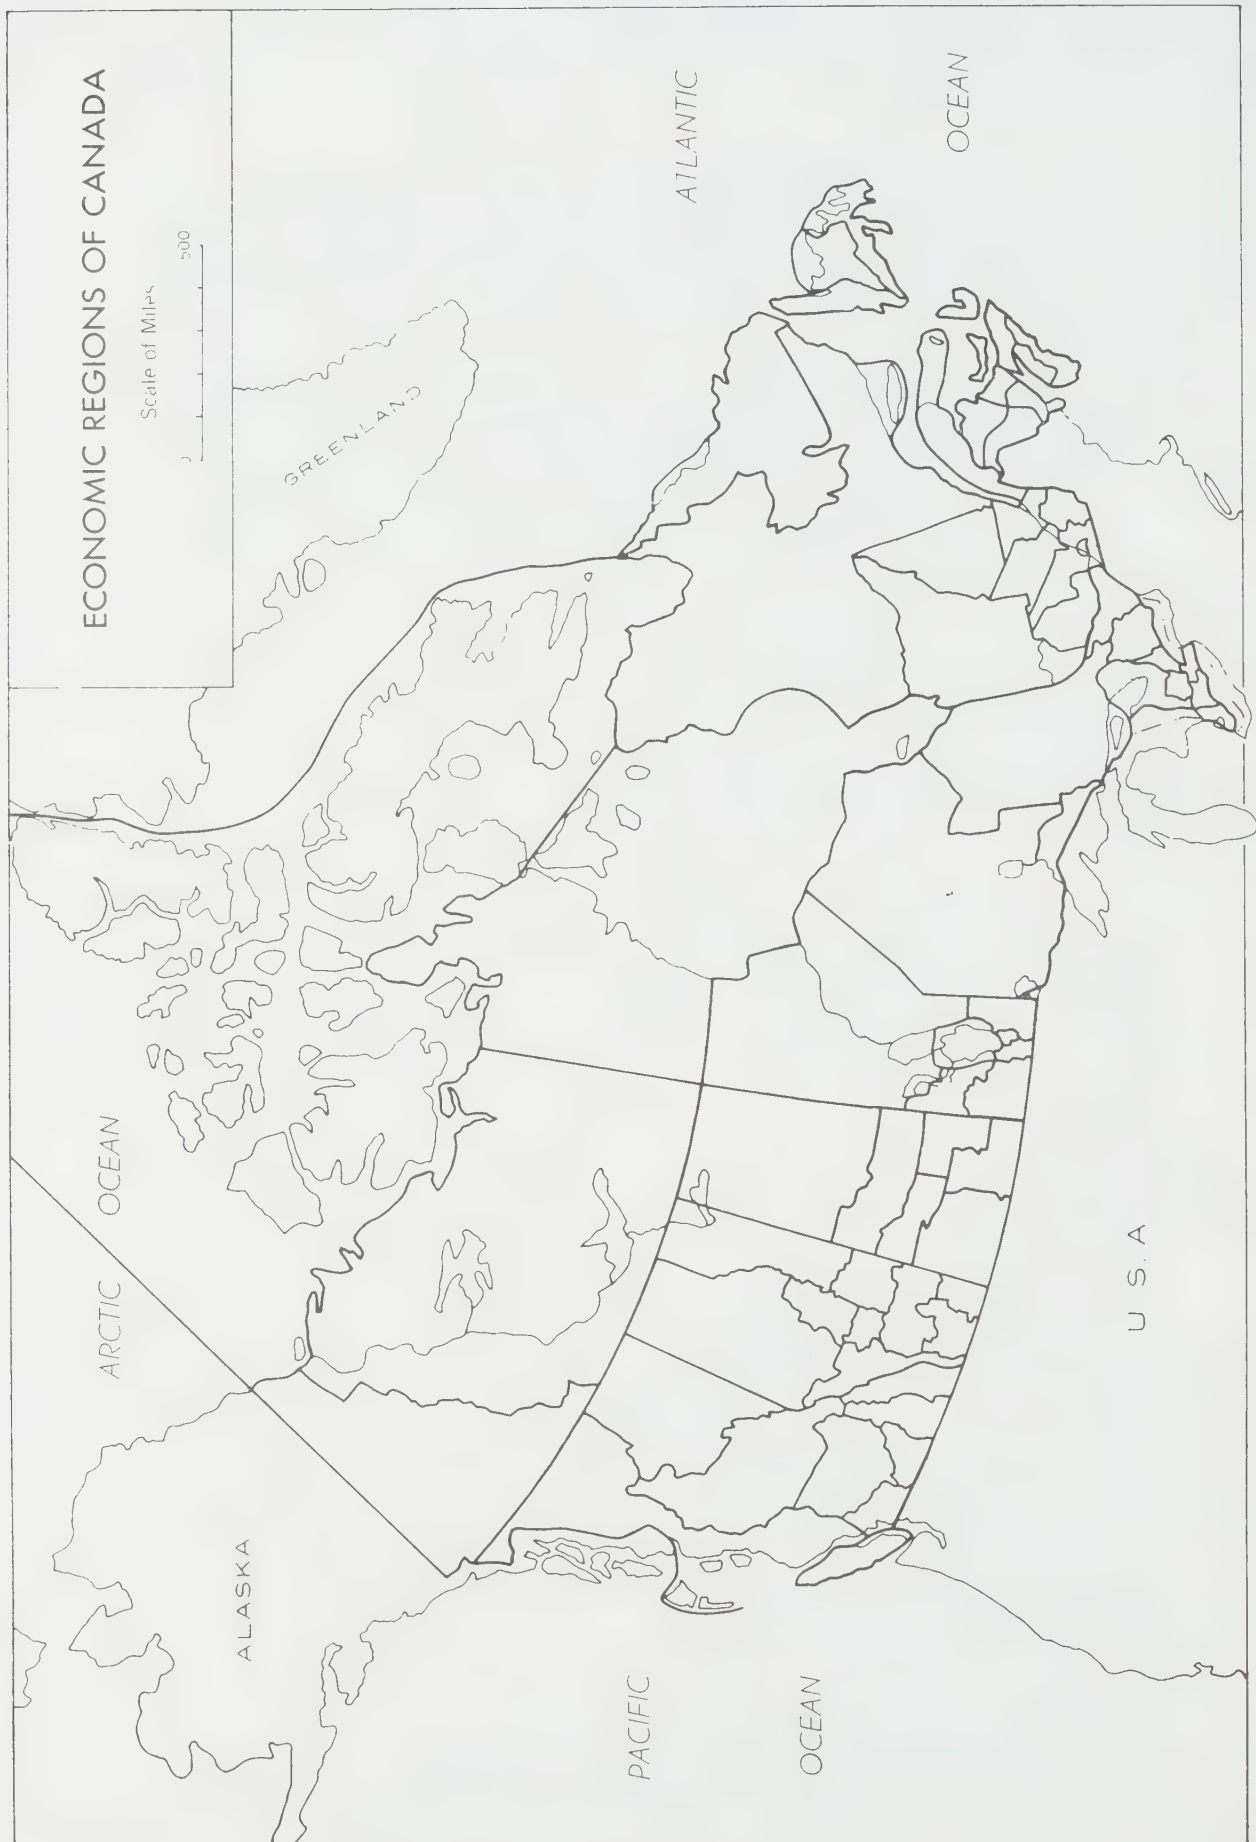 ECONOMIC REGIONS OF CANADA
Scale of Miles
500
GREENLAND
ARCTIC OCEAN
ALASKA
ATLANTIC
OCEAN
PACIFIC
OCEAN
U.S.A